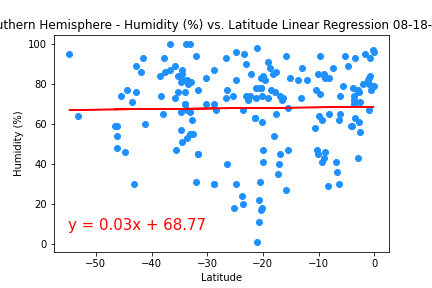 uthern Hemisphere - Humidity (%) vs. Latitude Linear Regression 08-18-
100
80
60
40
20
0
Humidity (%)
y = 0.03x + 68.77
−50 −40 −30 −20 −10 0
Latitude